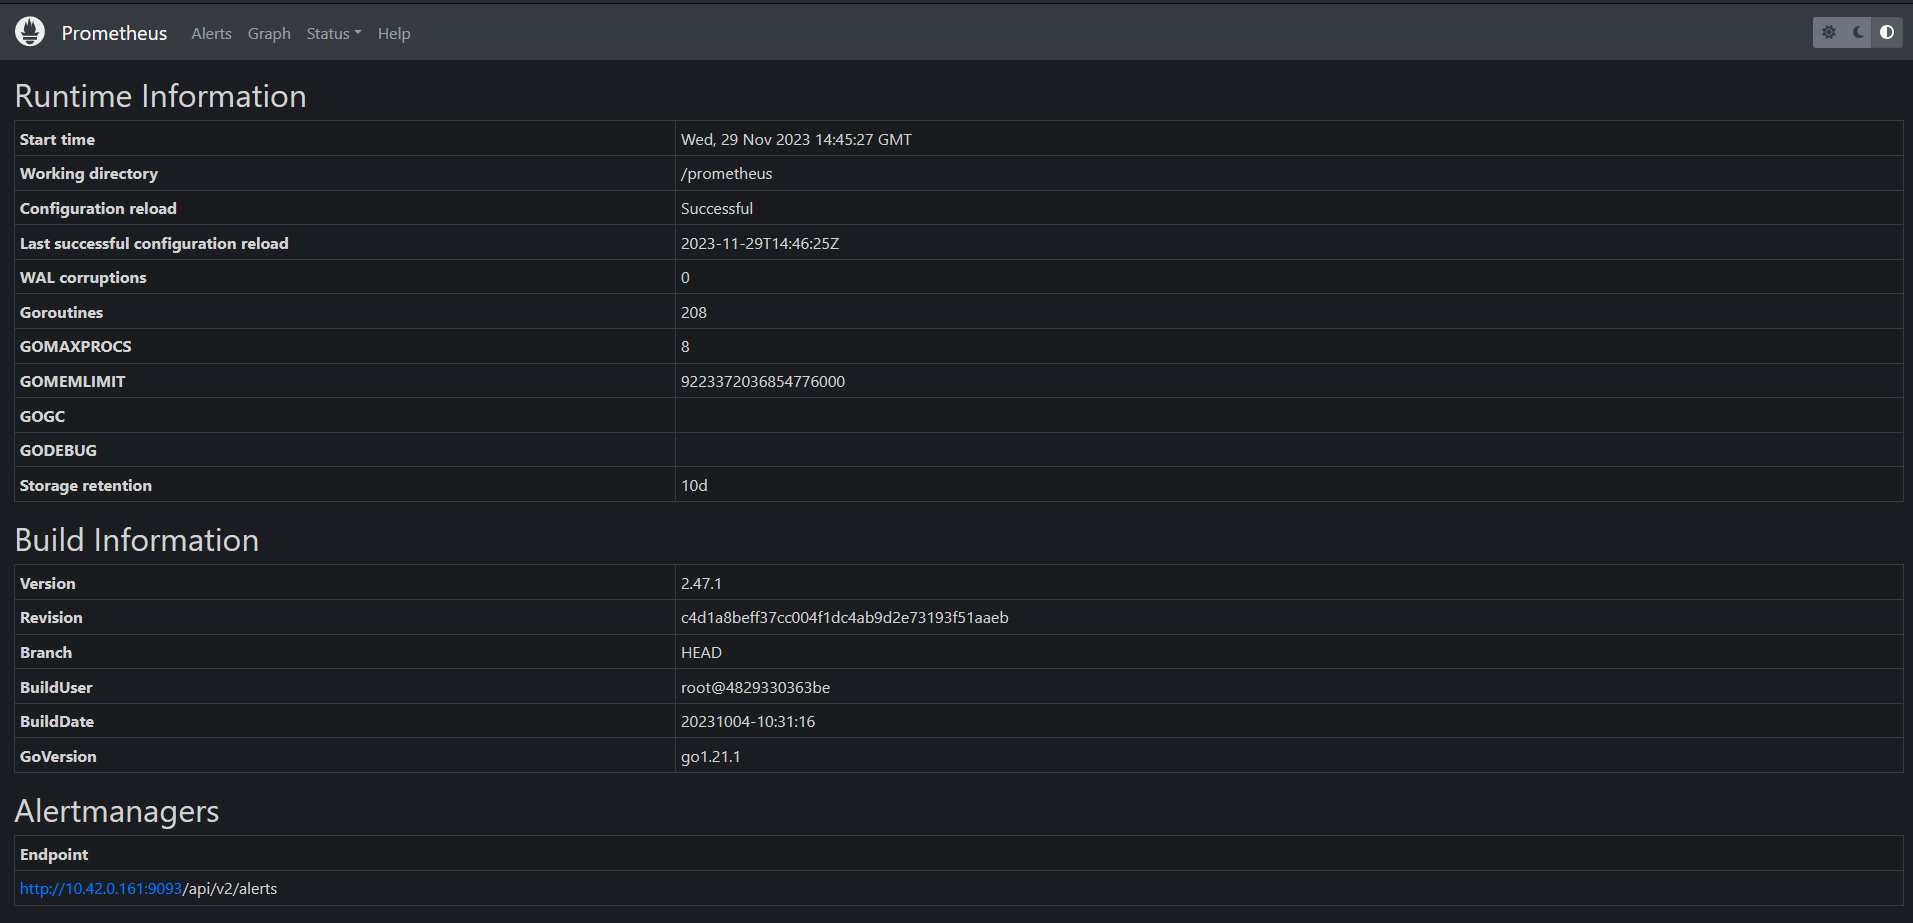 Prometheus Alerts Graph Status Help
Runtime Information
Start time Wed, 29 Nov 2023 14:45:27 GMT
Working directory /prometheus
Configuration reload Successful
Last successful configuration reload 2023-11-29T14:46:25Z
WAL corruptions 0
Goroutines 208
GOMAXPROCS 8
GOMEMLIMIT 9223372036854776000
GOGC
GODEBUG
Storage retention 10d
Build Information
Version 2.47.1
Revision c4d1a8beff37cc004f1dc4ab9d2e73193f51aaeb
Branch HEAD
BuildUser root@4829330363be
BuildDate 20231004-10:31:16
GoVersion go1.21.1
Alertmanagers
Endpoint
http://10.42.0.161:9093/api/v2/alerts